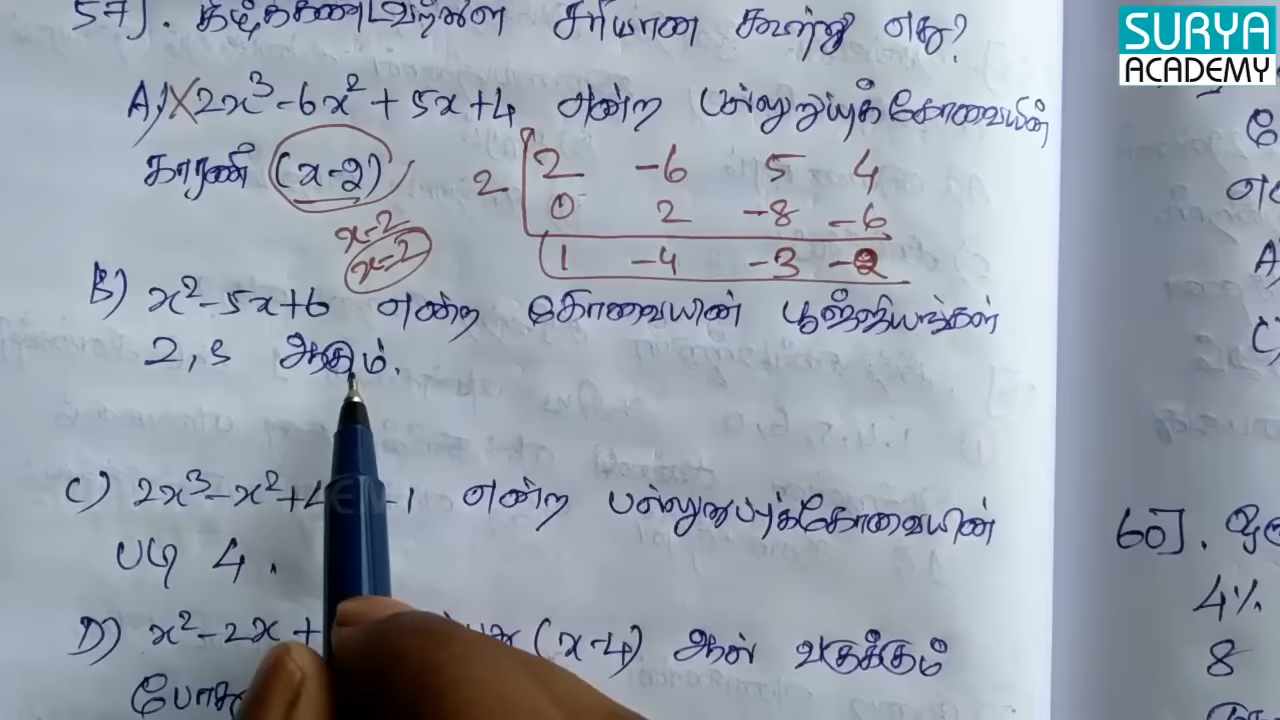 SURYA
ACADEMY
57]. கீழ்கண்டவற்றுள் சரியான கூற்று எது?
A) 2x³-6x²+5x+4 என்ற பல்லுறுப்புக்கோவையின்
காரணி (x-2)
2 2 -6 5 4
0 2 -8 -6
1 -4 -3 -2
x-2
x=2
B) x²-5x+6 என்ற கோவையின் பூஜ்ஜியங்கள்
2, 3 ஆகும்.
C) 2x³-x²+4 -1 என்ற பல்லுறுப்புக்கோவையின்
படி 4.
D) x²-2x+ (x-4) ஆல் வகுக்கும்
60].
4%
8
A)
C)